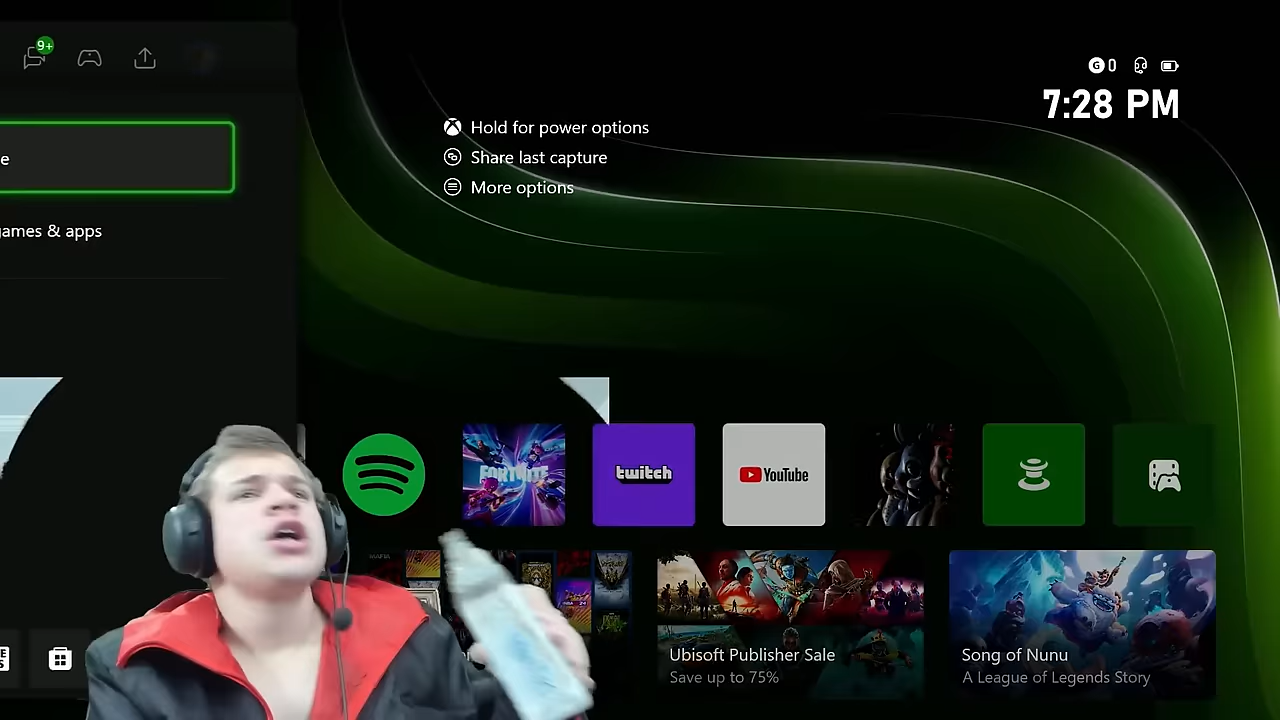 9+
G 0
7:28 PM
Hold for power options
Share last capture
More options
e
ames & apps
FORTNITE
twitch
YouTube
Ubisoft Publisher Sale
Save up to 75%
Song of Nunu
A League of Legends Story